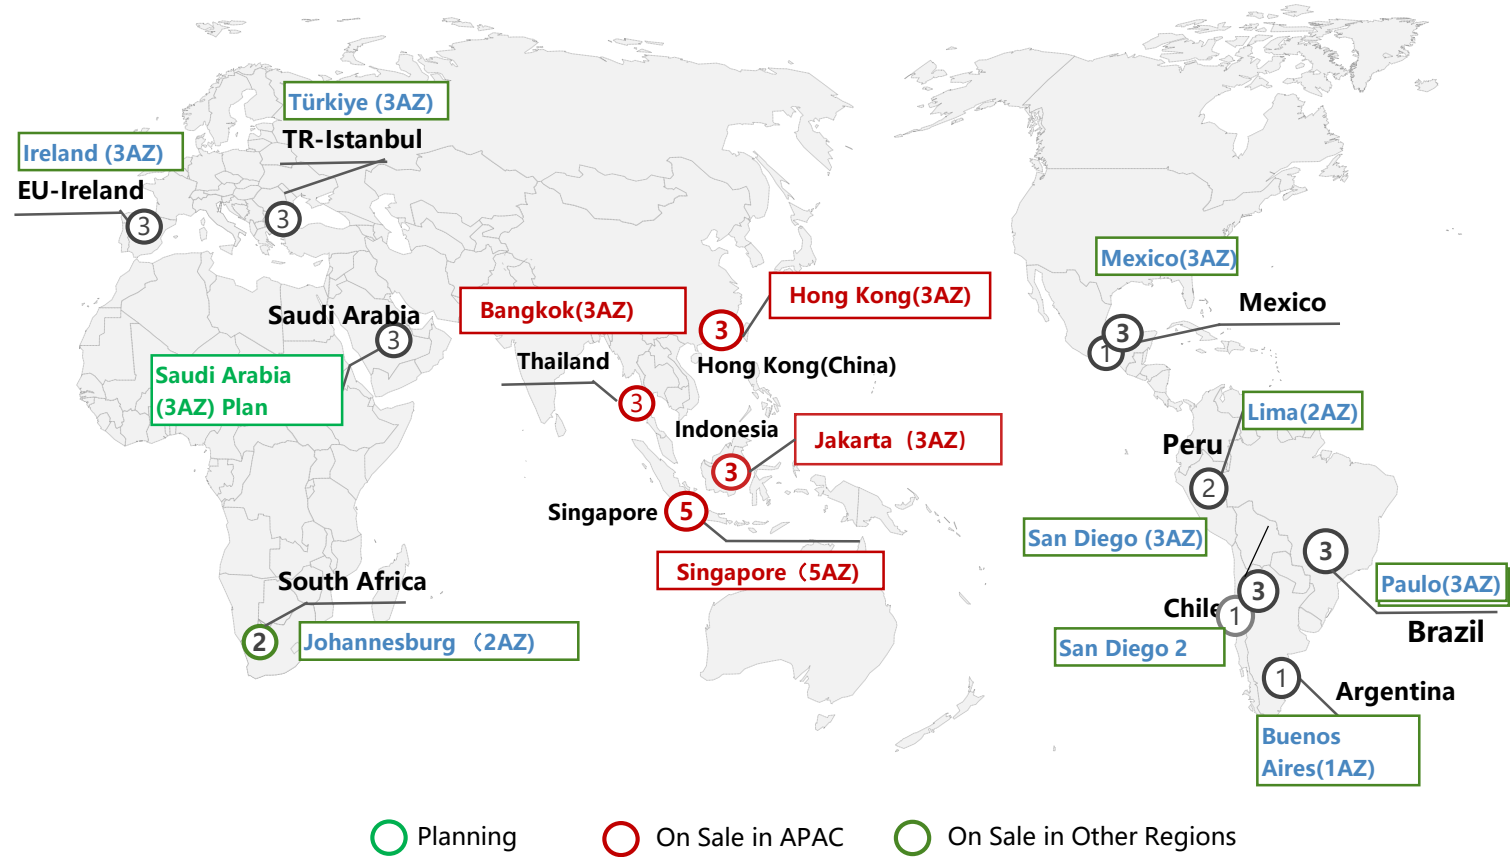 Türkiye (3AZ)
TR-Istanbul
Ireland (3AZ)
EU-Ireland
3
3
Saudi Arabia
3
Saudi Arabia
(3AZ) Plan
Bangkok(3AZ)
Thailand
3
Hong Kong(3AZ)
3
Hong Kong(China)
Indonesia
Jakarta（3AZ）
3
Singapore
5
Singapore（5AZ)
South Africa
2
Johannesburg （2AZ）
Mexico(3AZ)
Mexico
3
1
Lima(2AZ)
Peru
2
San Diego (3AZ)
3
Paulo(3AZ)
Brazil
3
Chile
1
San Diego 2
1
Argentina
Buenos
Aires(1AZ)
Planning
On Sale in APAC
On Sale in Other Regions